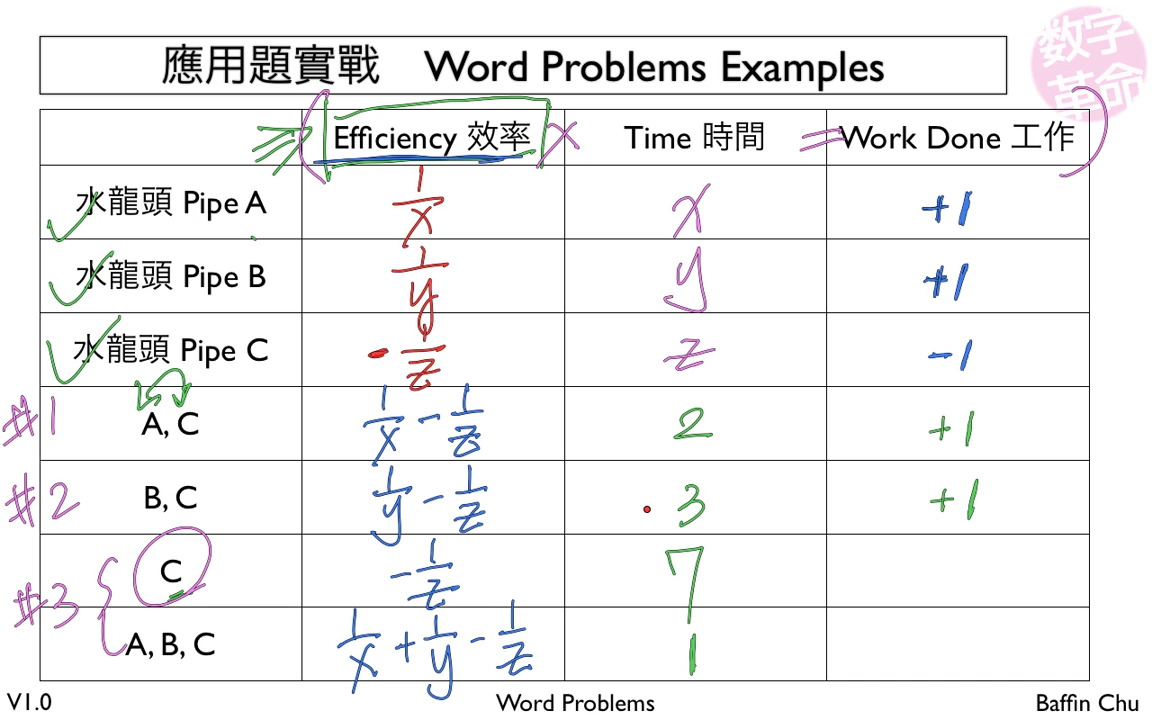 数字
革命
應用題實戰 Word Problems Examples
Efficiency 效率 × Time 時間 = Work Done 工作
水龍頭 Pipe A 1/x x +1
水龍頭 Pipe B 1/y y +1
水龍頭 Pipe C -1/z z -1
#1 A, C 1/x - 1/z 2 +1
#2 B, C 1/y - 1/z 3 +1
#3 C -1/z 7
A, B, C 1/x + 1/y - 1/z 1
V1.0 Word Problems Baffin Chu